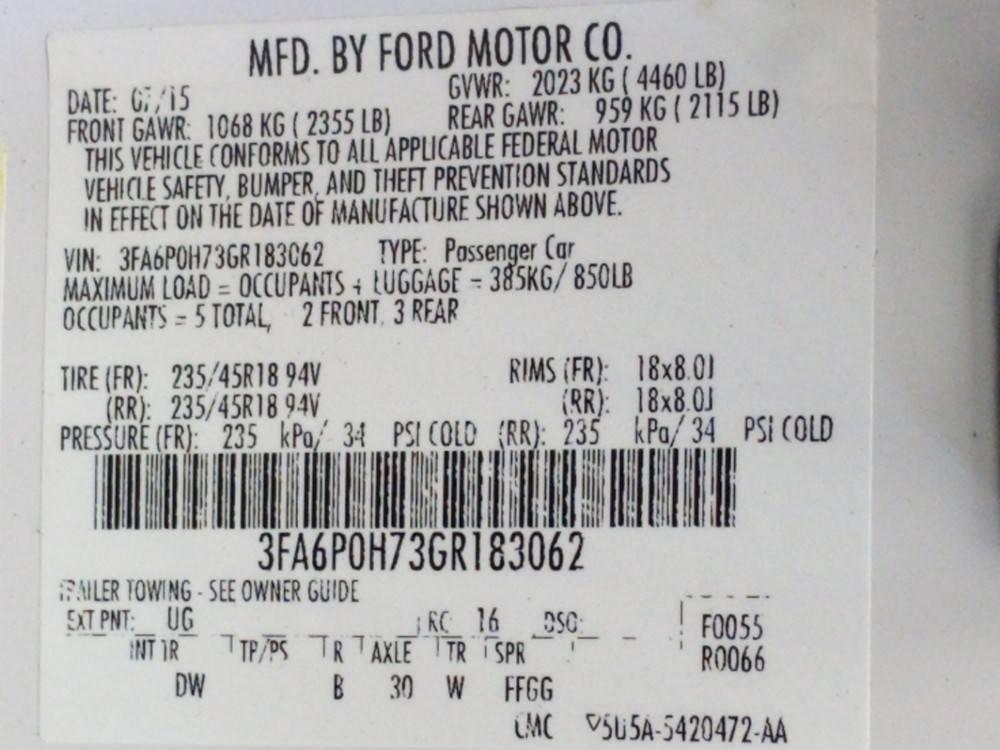 MFD. BY FORD MOTOR CO.
DATE: 07/15 GVWR: 2023 KG ( 4460 LB)
FRONT GAWR: 1068 KG ( 2355 LB) REAR GAWR: 959 KG ( 2115 LB)
THIS VEHICLE CONFORMS TO ALL APPLICABLE FEDERAL MOTOR
VEHICLE SAFETY, BUMPER, AND THEFT PREVENTION STANDARDS
IN EFFECT ON THE DATE OF MANUFACTURE SHOWN ABOVE.
VIN: 3FA6P0H73GR183062 TYPE: Passenger Car
MAXIMUM LOAD = OCCUPANTS + LUGGAGE = 385KG/ 850LB
OCCUPANTS = 5 TOTAL, 2 FRONT, 3 REAR
TIRE (FR): 235/45R18 94V RIMS (FR): 18x8.0J
(RR): 235/45R18 94V (RR): 18x8.0J
PRESSURE (FR): 235 kPa/ 34 PSI COLD (RR): 235 kPa/ 34 PSI COLD
3FA6P0H73GR183062
TRAILER TOWING - SEE OWNER GUIDE
EXT PNT: UG RC 16 DSO: F0055
INT TR TP/PS R AXLE TR SPR R0066
DW B 30 W FFGG
CMC 5U5A-5420472-AA